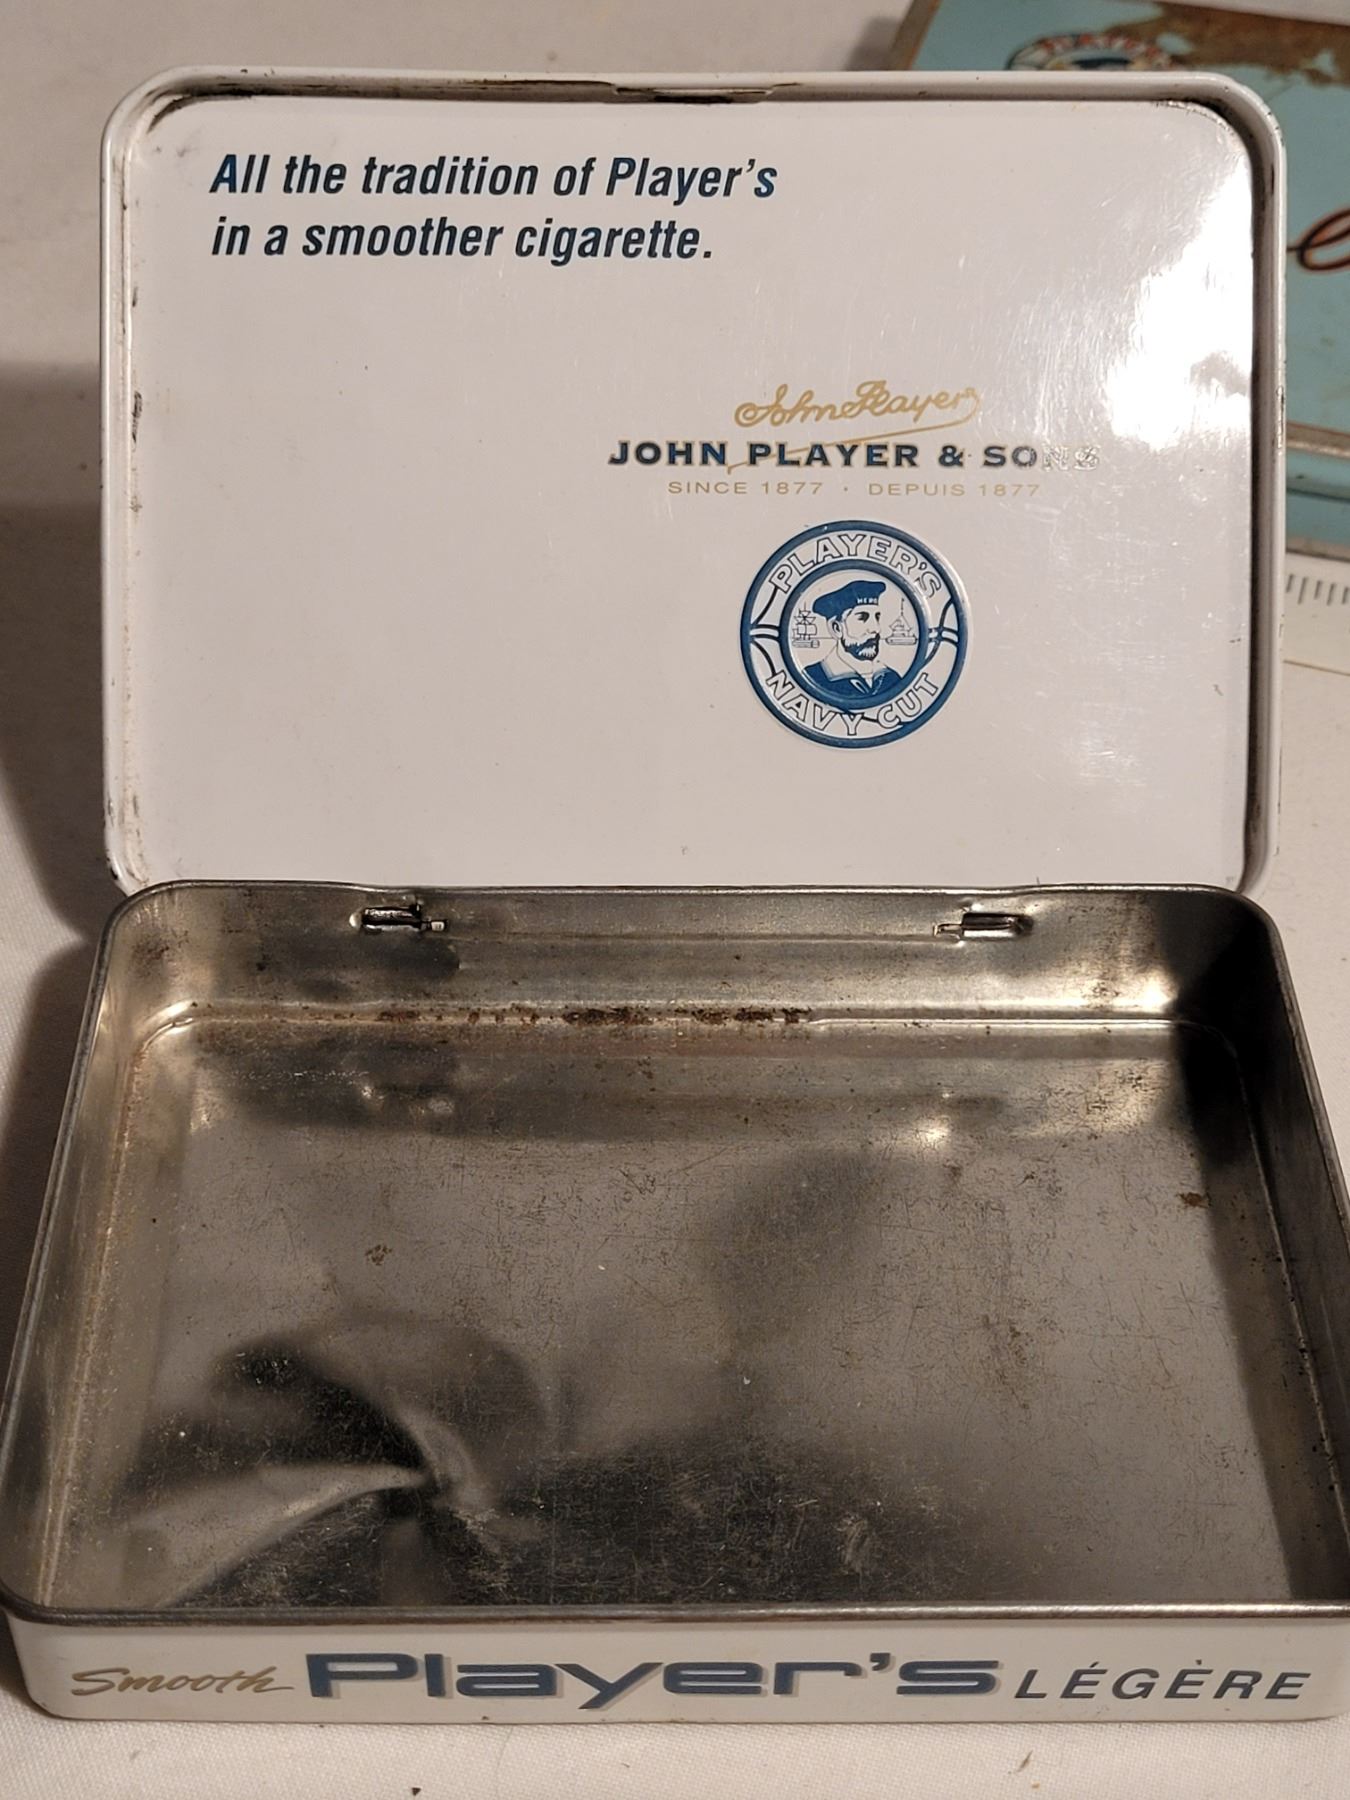 All the tradition of Player's
in a smoother cigarette.
John Player
JOHN PLAYER & SONS
SINCE 1877 · DEPUIS 1877
PLAYER'S
HERO
NAVY CUT
Smooth Player's LÉGÈRE